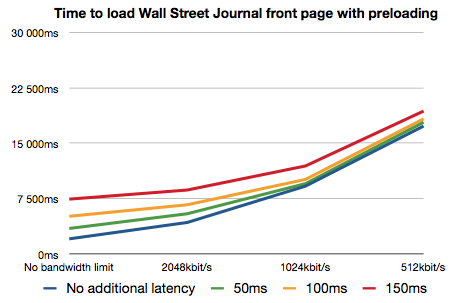 Time to load Wall Street Journal front page with preloading
30 000ms
22 500ms
15 000ms
7 500ms
0ms
No bandwidth limit 2048kbit/s 1024kbit/s 512kbit/s
No additional latency 50ms 100ms 150ms